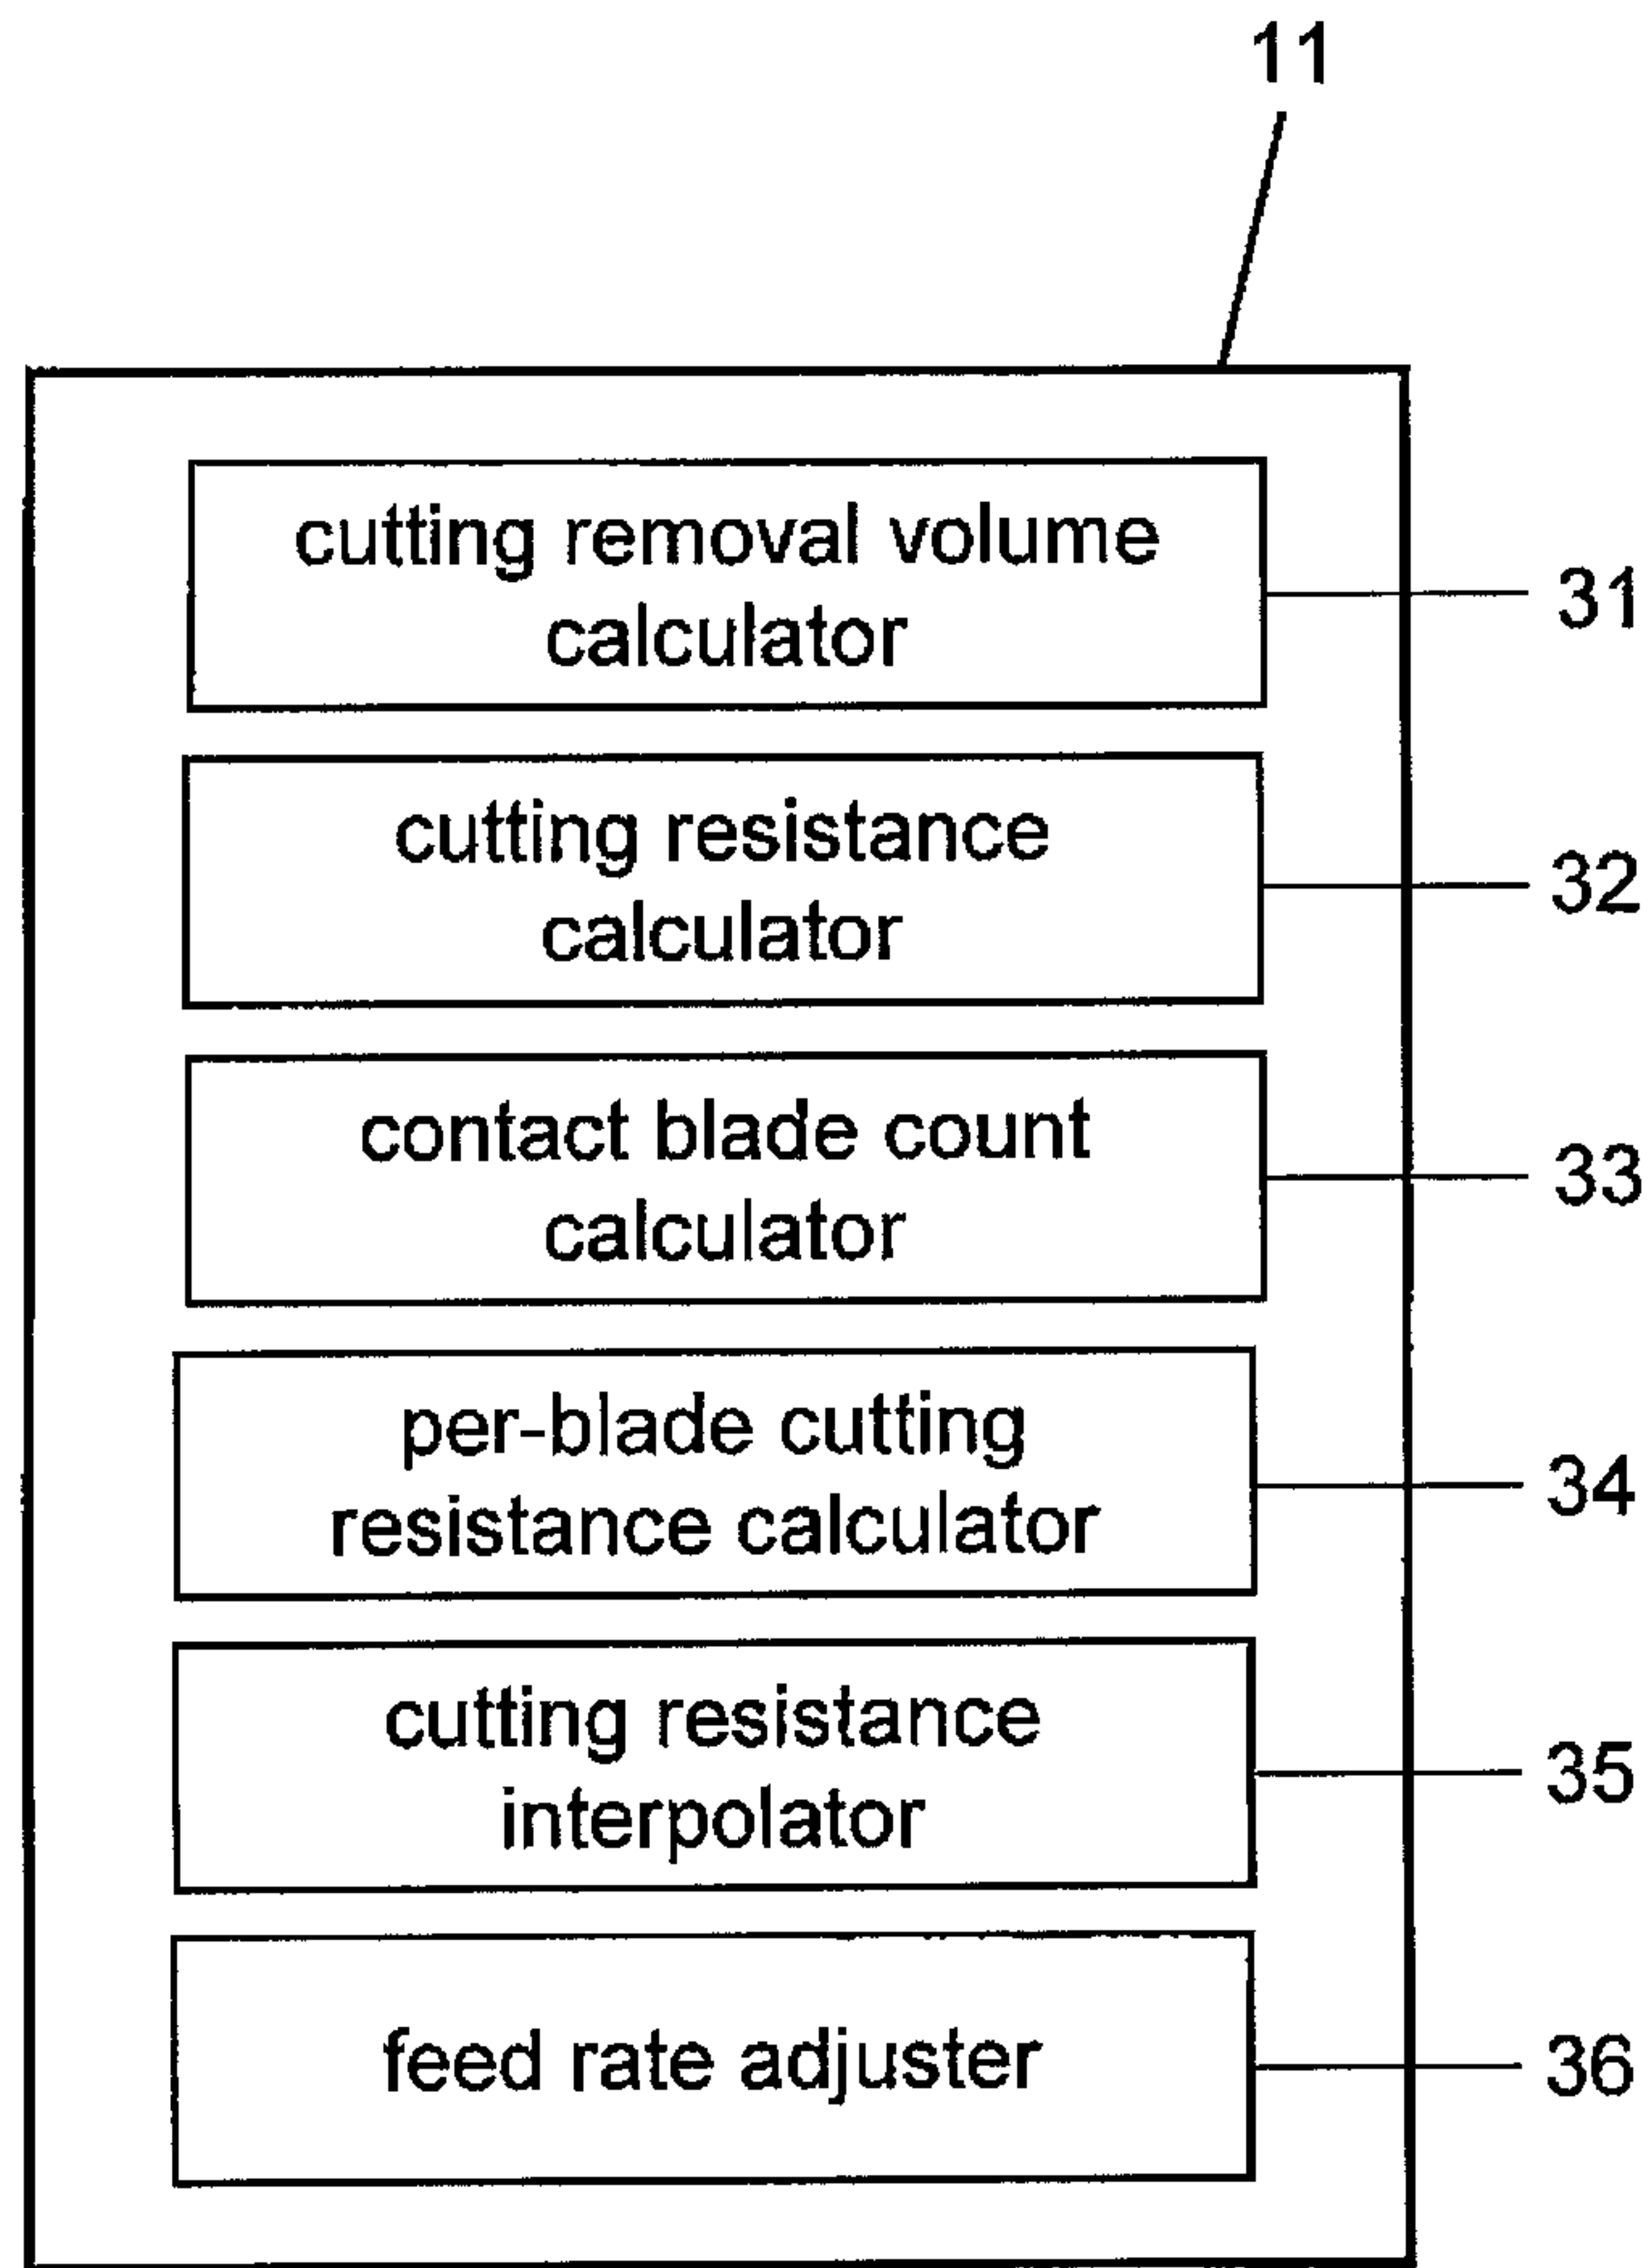 11
cutting removal volume
calculator
31
cutting resistance
calculator
32
contact blade count
calculator
33
per-blade cutting
resistance calculator
34
cutting resistance
interpolator
35
feed rate adjuster
36